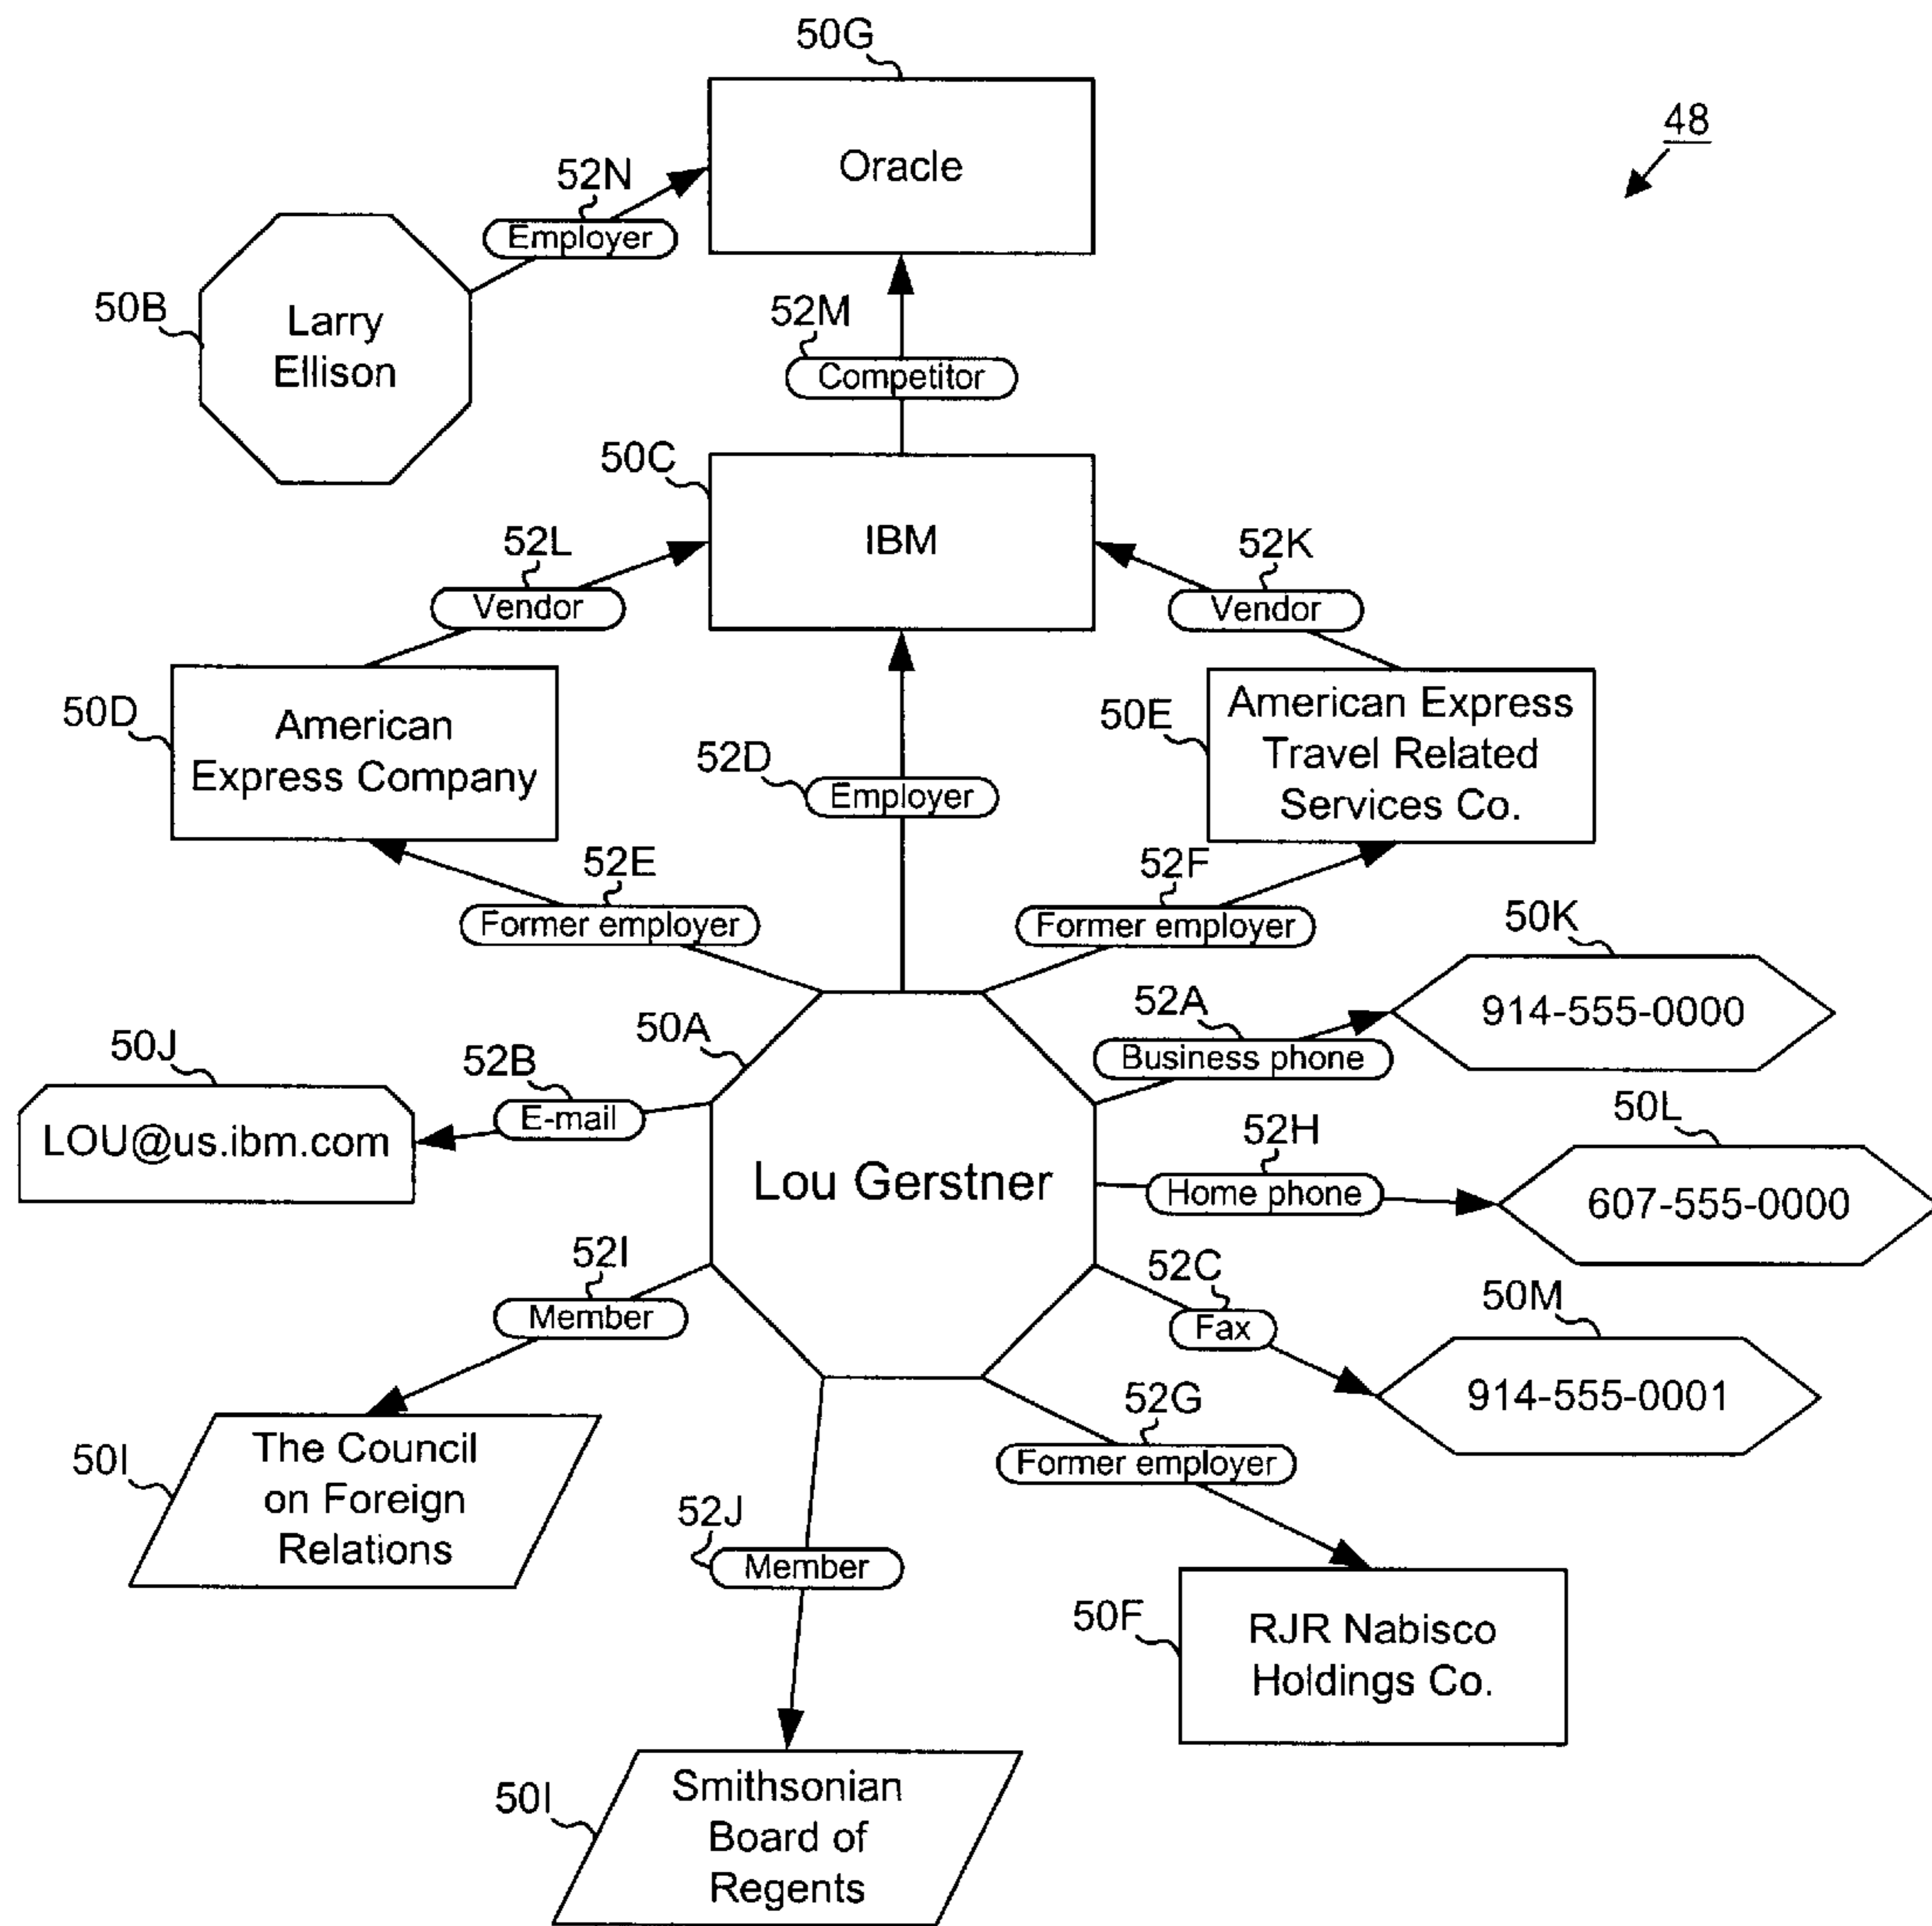 50G
48
Oracle
52N
Employer
50B
Larry
Ellison
52M
Competitor
50C
IBM
52L
Vendor
52K
Vendor
50D
American
Express Company
52D
Employer
50E
American Express
Travel Related
Services Co.
52E
Former employer
52F
Former employer
50K
914-555-0000
50A
52A
Business phone
50J
LOU@us.ibm.com
52B
E-mail
Lou Gerstner
52H
Home phone
50L
607-555-0000
52I
Member
52C
Fax
50M
914-555-0001
50I
The Council
on Foreign
Relations
52G
Former employer
52J
Member
50F
RJR Nabisco
Holdings Co.
50I
Smithsonian
Board of
Regents